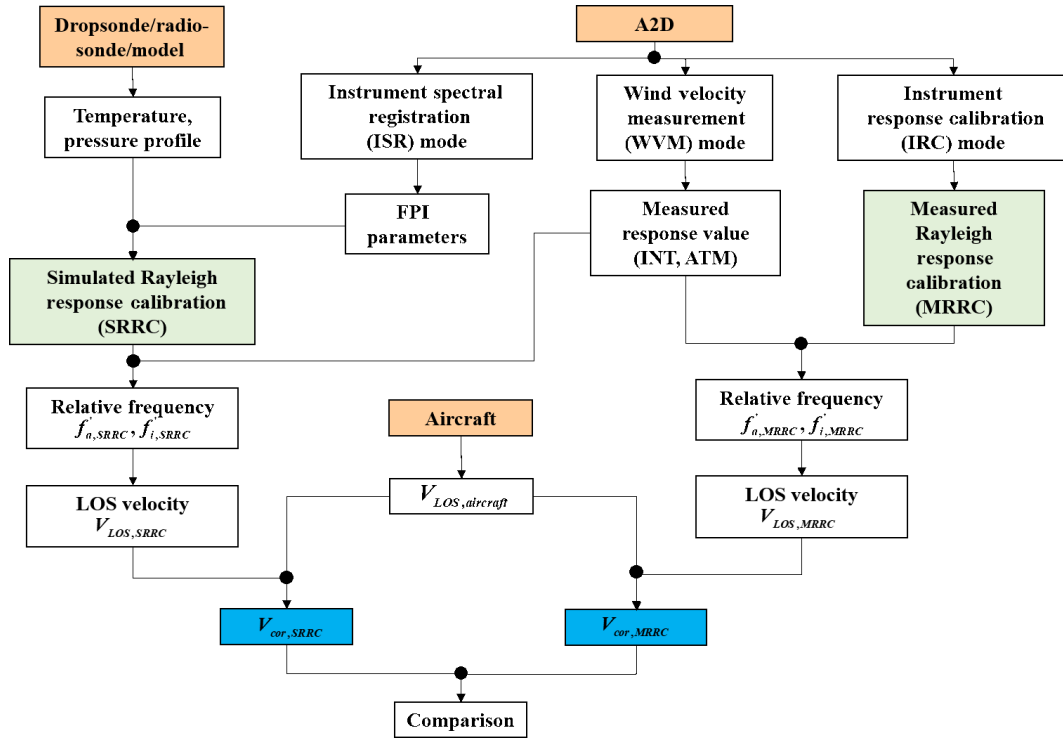 Dropsonde/radio-
sonde/model
A2D
Temperature,
pressure profile
Instrument spectral
registration
(ISR) mode
Wind velocity
measurement
(WVM) mode
Instrument
response calibration
(IRC) mode
FPI
parameters
Measured
response value
(INT, ATM)
Measured
Rayleigh
response
calibration
(MRRC)
Simulated Rayleigh
response calibration
(SRRC)
Relative frequency
f'a,SRRC, f'i,SRRC
Aircraft
Relative frequency
f'a,MRRC, f'i,MRRC
LOS velocity
VLOS,SRRC
VLOS,aircraft
LOS velocity
VLOS,MRRC
Vcor,SRRC
Vcor,MRRC
Comparison